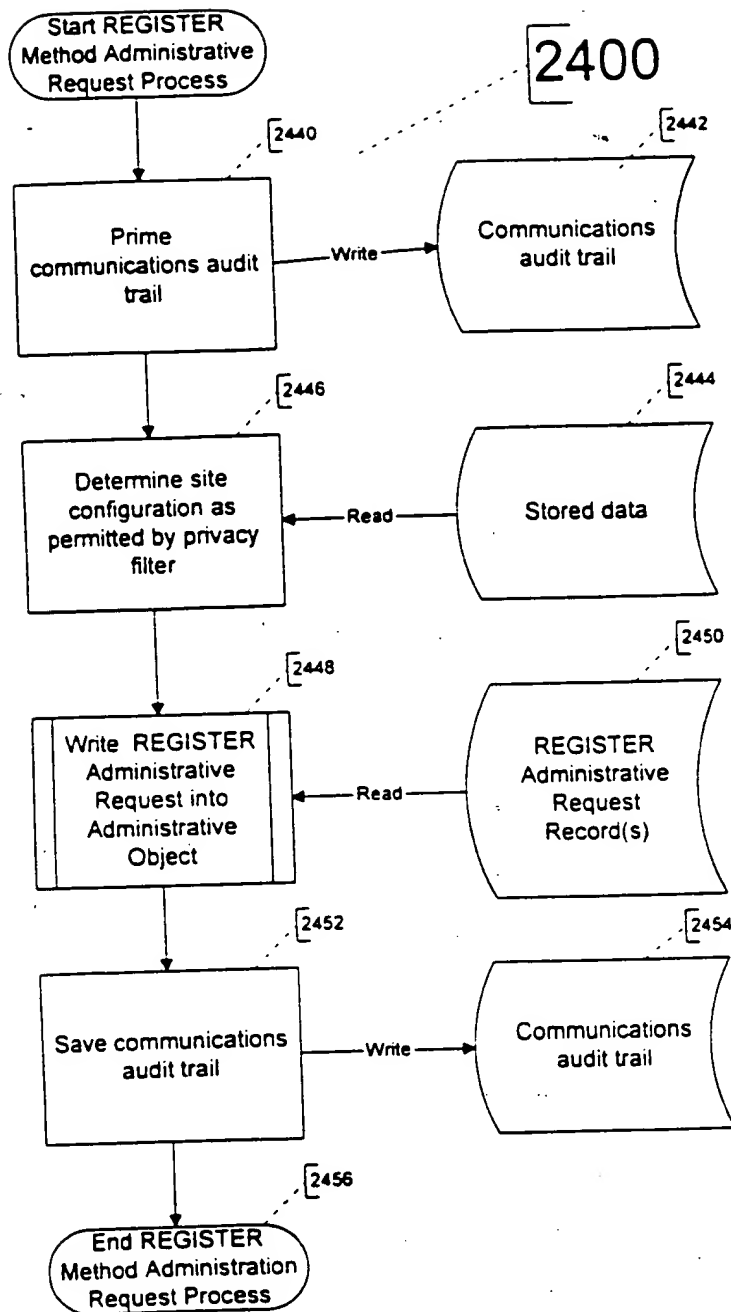 Start REGISTER
Method Administrative
Request Process
2400
2440
2442
Prime
communications audit
trail
Write
Communications
audit trail
2446
2444
Determine site
configuration as
permitted by privacy
filter
Read
Stored data
2448
2450
Write REGISTER
Administrative
Request into
Administrative
Object
Read
REGISTER
Administrative
Request
Record(s)
2452
2454
Save communications
audit trail
Write
Communications
audit trail
2456
End REGISTER
Method Administration
Request Process